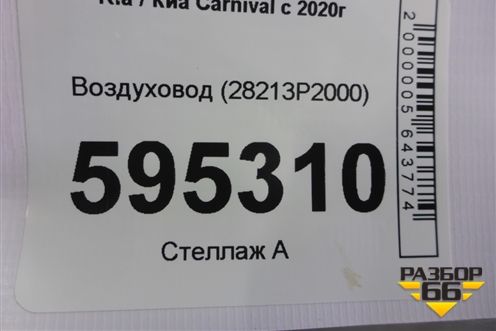 Kia / Киа Carnival с 2020г
Воздуховод (28213P2000)
595310
Стеллаж А
2000005643774
РАЗБОР
66